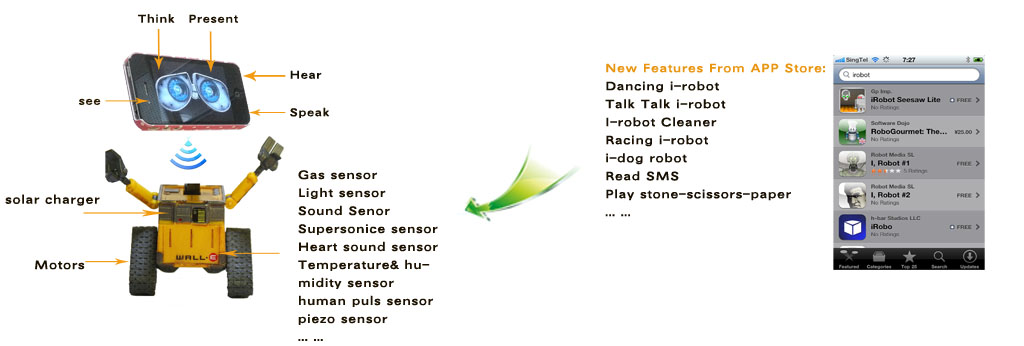 Think Present
Hear
see
Speak
solar charger
Motors
WALL-E
Gas sensor
Light sensor
Sound Senor
Supersonice sensor
Heart sound sensor
Temperature& hu-
midity sensor
human puls sensor
piezo sensor
... ...
New Features From APP Store:
Dancing i-robot
Talk Talk i-robot
I-robot Cleaner
Racing i-robot
i-dog robot
Read SMS
Play stone-scissors-paper
... ...
SingTel 7:27
irobot
Gp Imp.
iRobot Seesaw Lite FREE
No Ratings
Software Dojo
RoboGourmet: The... ¥25.00
No Ratings
Robot Media SL
I, Robot #1 FREE
5 Ratings
Robot Media SL
I, Robot #2 FREE
No Ratings
h-bar Studios LLC
iRobo FREE
No Ratings
Featured Categories Top 25 Search Updates